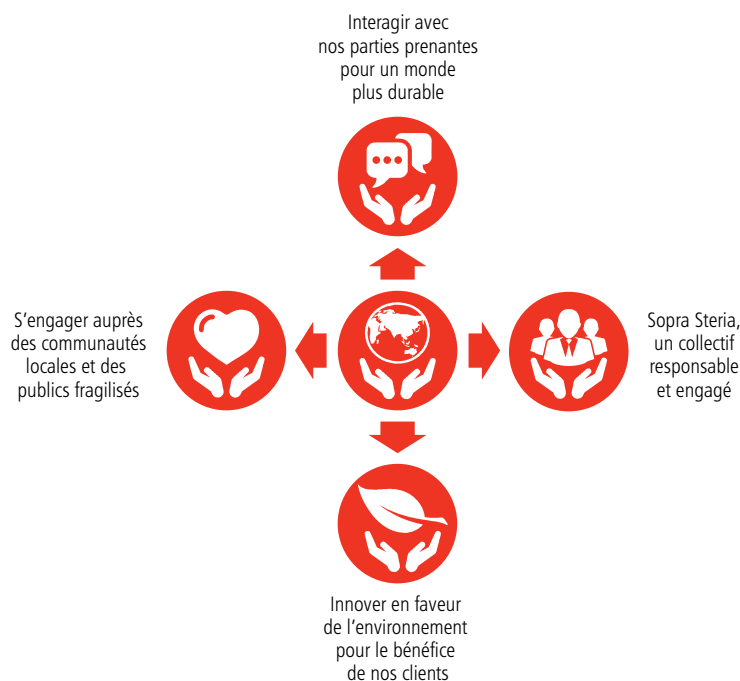 Interagir avec
nos parties prenantes
pour un monde
plus durable
S'engager auprès
des communautés
locales et des
publics fragilisés
Sopra Steria,
un collectif
responsable
et engagé
Innover en faveur
de l'environnement
pour le bénéfice
de nos clients